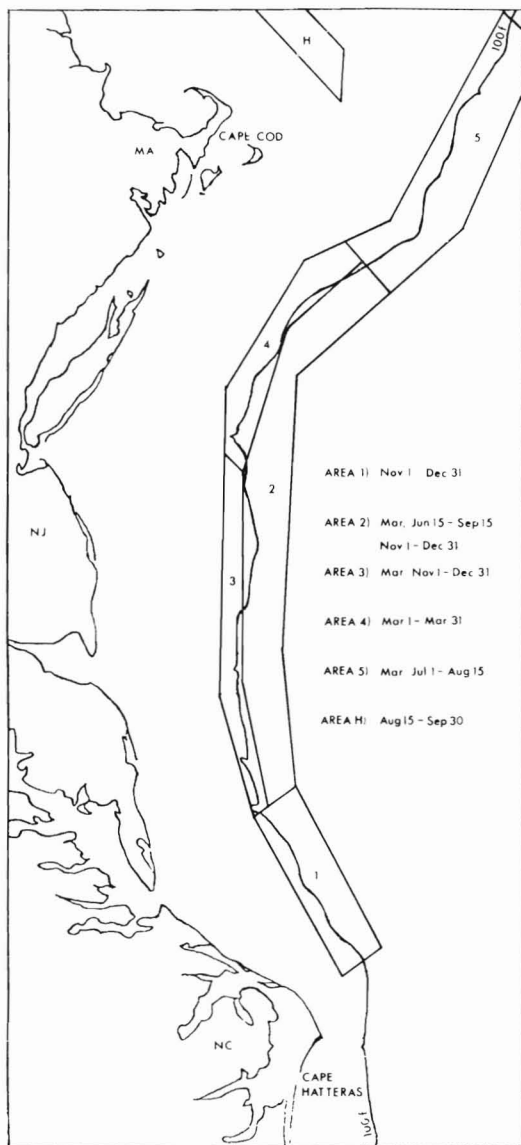 H
100f
5
CAPE COD
MA
4
2
AREA 1) Nov 1 Dec 31
AREA 2) Mar, Jun 15 - Sep 15
Nov 1 - Dec 31
NJ
3
AREA 3) Mar Nov 1 - Dec 31
AREA 4) Mar 1 - Mar 31
AREA 5) Mar Jul 1 - Aug 15
AREA H) Aug 15 - Sep 30
1
NC
CAPE
HATTERAS
100f